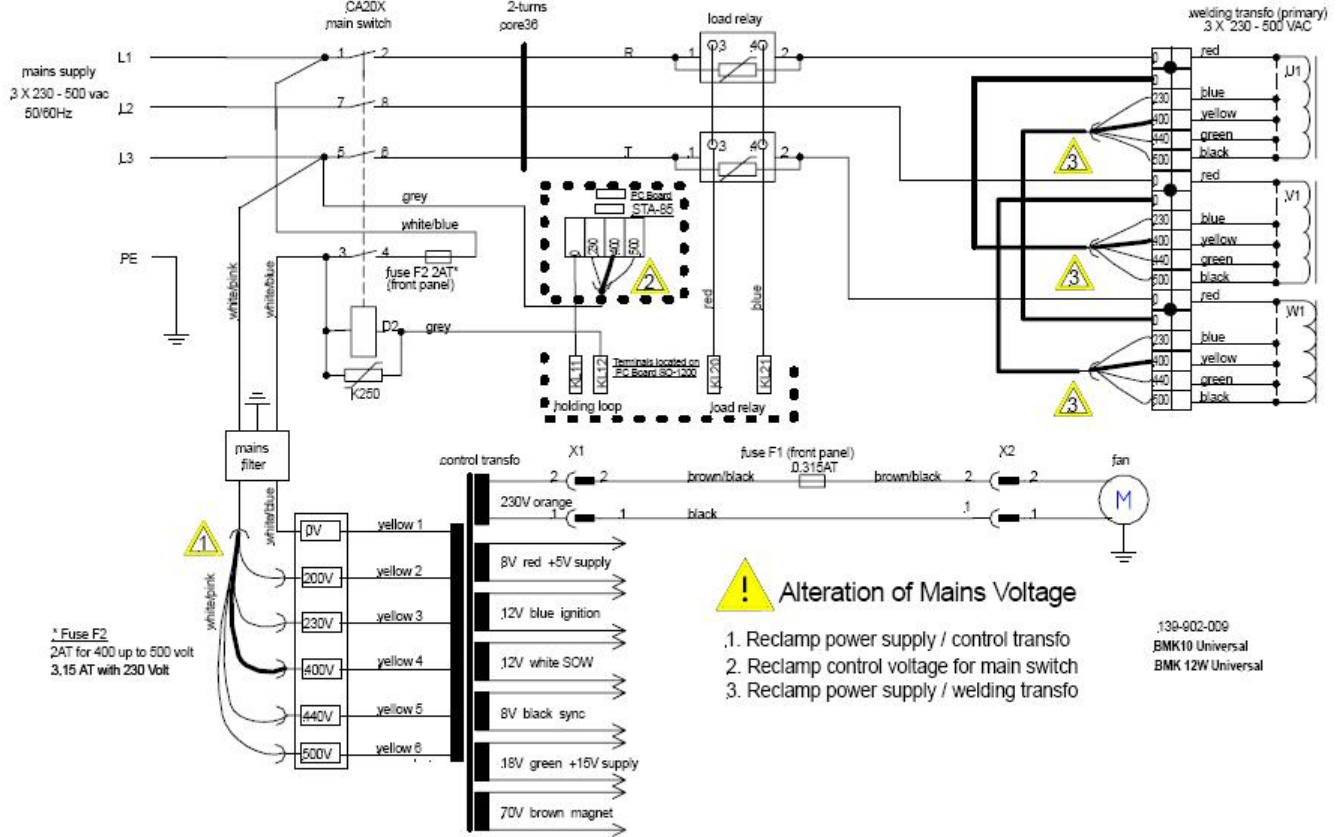 CA20X
main switch
2-turns
core36
load relay
welding transfo (primary)
3 X 230 - 500 VAC
mains supply
3 X 230 - 500 vac
50/60Hz
L1
1
2
R
1
3
4
2
0
red
U1
0
L2
7
8
230
blue
400
yellow
440
green
500
black
3
L3
5
6
T
1
3
4
2
0
red
V1
230
blue
400
yellow
440
green
500
black
3
PC Board
STA-85
0
230
400
500
2
grey
white/blue
PE
3
4
fuse F2 2AT*
(front panel)
white/pink
white/blue
D2
grey
K250
red
blue
0
red
W1
0
230
blue
400
yellow
440
green
500
black
3
KL11
KL12
Terminals located on
PC Board SO-1200
KL20
KL21
holding loop
load relay
mains
filter
control transfo
X1
fuse F1 (front panel)
0.315AT
X2
fan
2
2
brown/black
brown/black
2
2
M
230V orange
1
1
black
1
1
1
white/pink
white/blue
0V
yellow 1
200V
yellow 2
230V
yellow 3
400V
yellow 4
440V
yellow 5
500V
yellow 6
8V red +5V supply
12V blue ignition
12V white SOW
8V black sync
18V green +15V supply
70V brown magnet
* Fuse F2
2AT for 400 up to 500 volt
3,15 AT with 230 Volt
! Alteration of Mains Voltage
1. Reclamp power supply / control transfo
2. Reclamp control voltage for main switch
3. Reclamp power supply / welding transfo
139-902-009
BMK10 Universal
BMK 12W Universal